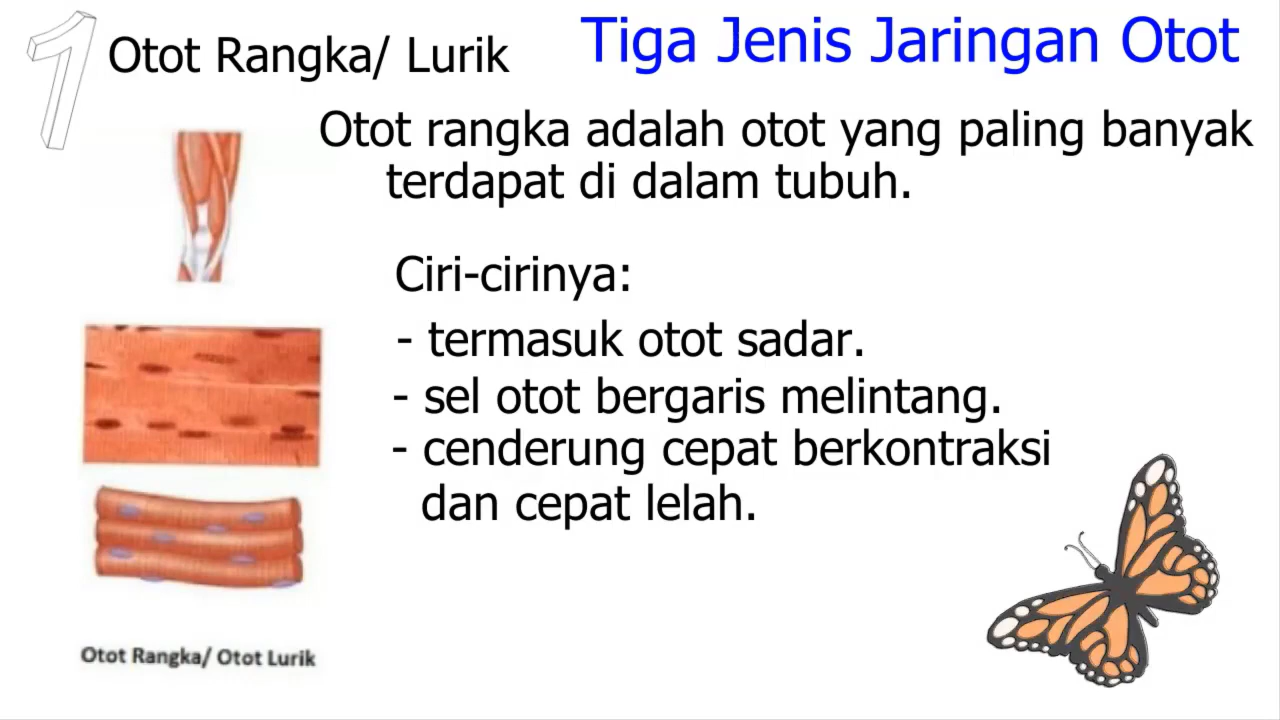 Tiga Jenis Jaringan Otot
1 Otot Rangka/ Lurik
Otot rangka adalah otot yang paling banyak
terdapat di dalam tubuh.
Ciri-cirinya:
- termasuk otot sadar.
- sel otot bergaris melintang.
- cenderung cepat berkontraksi
dan cepat lelah.
Otot Rangka/ Otot Lurik